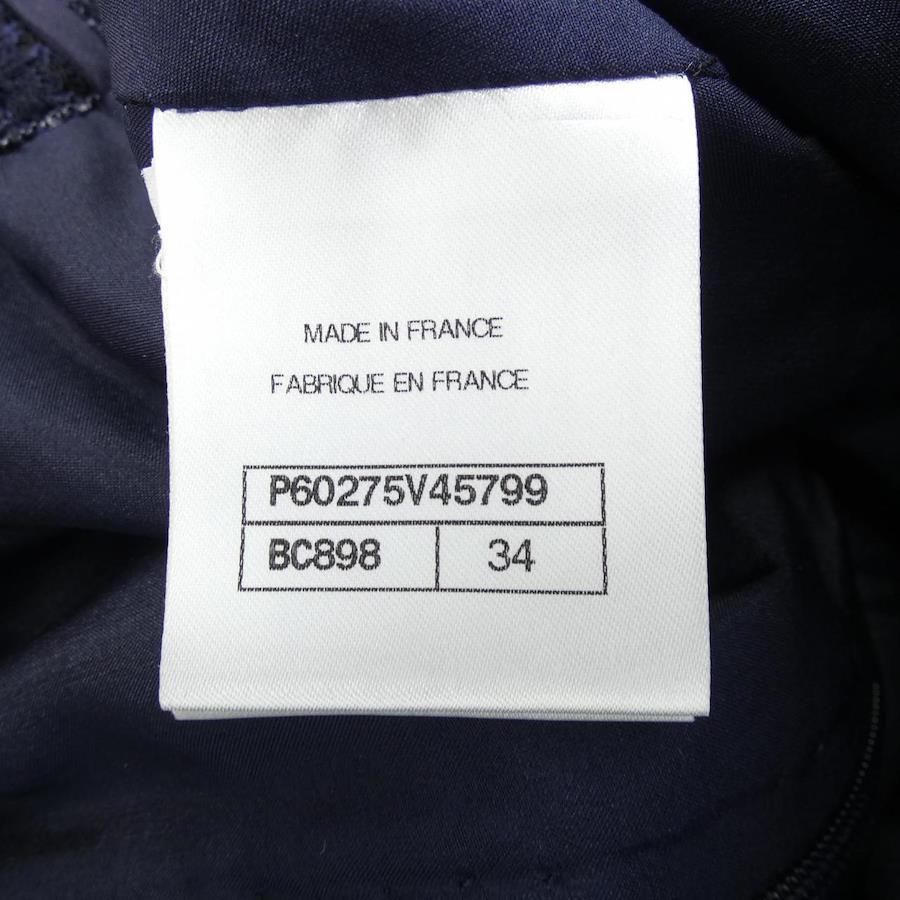 MADE IN FRANCE
FABRIQUE EN FRANCE
P60275V45799
BC898 34